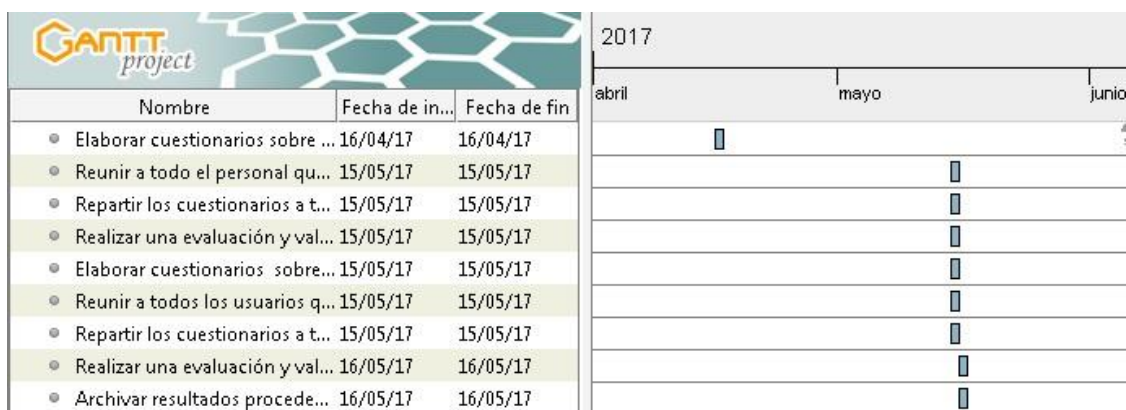 GANTT
project
2017
abril mayo junio
Nombre Fecha de in... Fecha de fin
Elaborar cuestionarios sobre ... 16/04/17 16/04/17
Reunir a todo el personal qu... 15/05/17 15/05/17
Repartir los cuestionarios a t... 15/05/17 15/05/17
Realizar una evaluación y val... 15/05/17 15/05/17
Elaborar cuestionarios sobre... 15/05/17 15/05/17
Reunir a todos los usuarios q... 15/05/17 15/05/17
Repartir los cuestionarios a t... 15/05/17 15/05/17
Realizar una evaluación y val... 16/05/17 16/05/17
Archivar resultados procede... 16/05/17 16/05/17